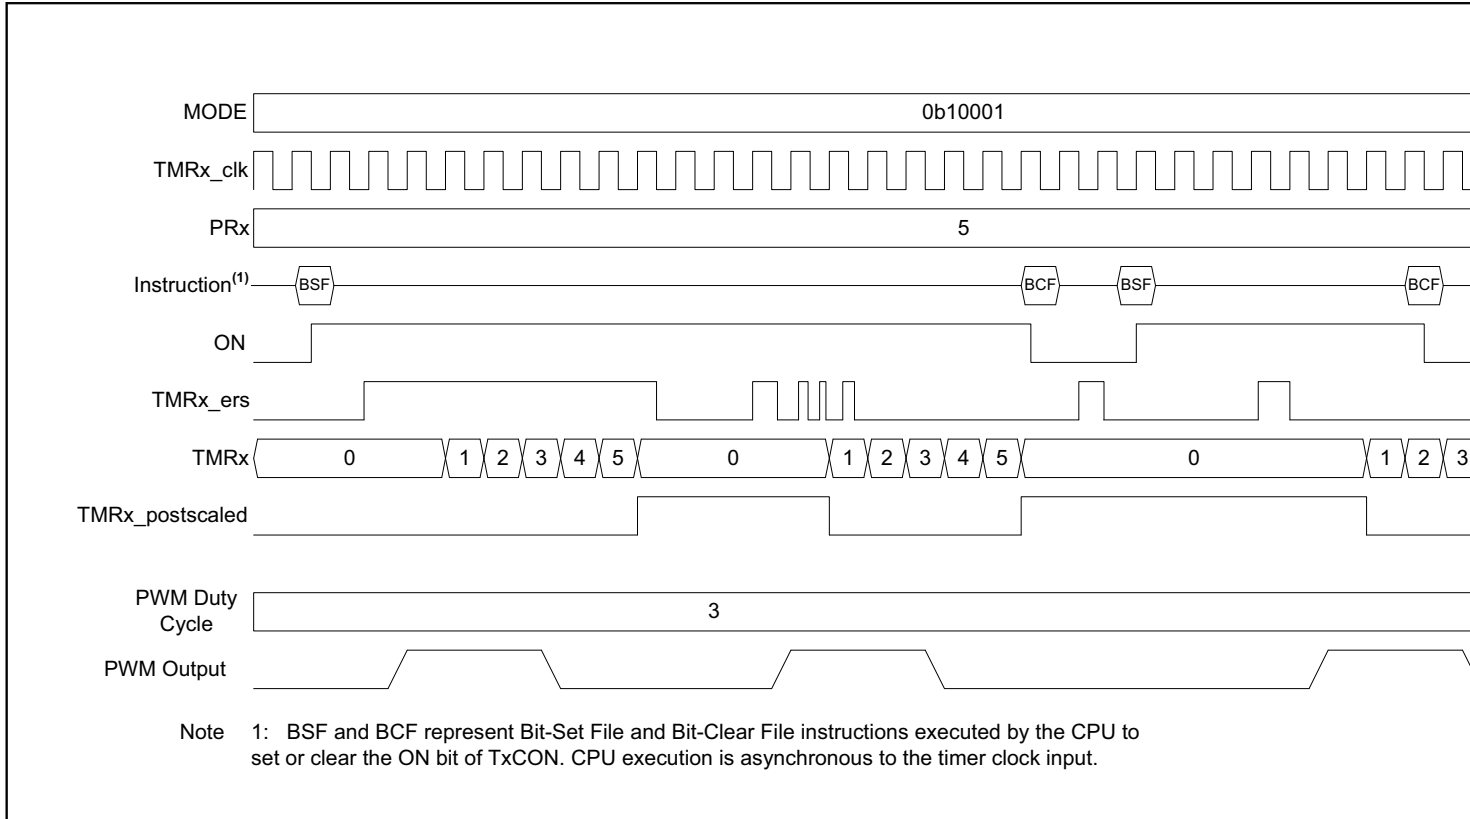 MODE 0b10001
TMRx_clk
PRx 5
Instruction(1) BSF BCF BSF BCF
ON
TMRx_ers
TMRx 0 1 2 3 4 5 0 1 2 3 4 5 0 1 2 3
TMRx_postscaled
PWM Duty
Cycle 3
PWM Output
Note 1: BSF and BCF represent Bit-Set File and Bit-Clear File instructions executed by the CPU to
set or clear the ON bit of TxCON. CPU execution is asynchronous to the timer clock input.